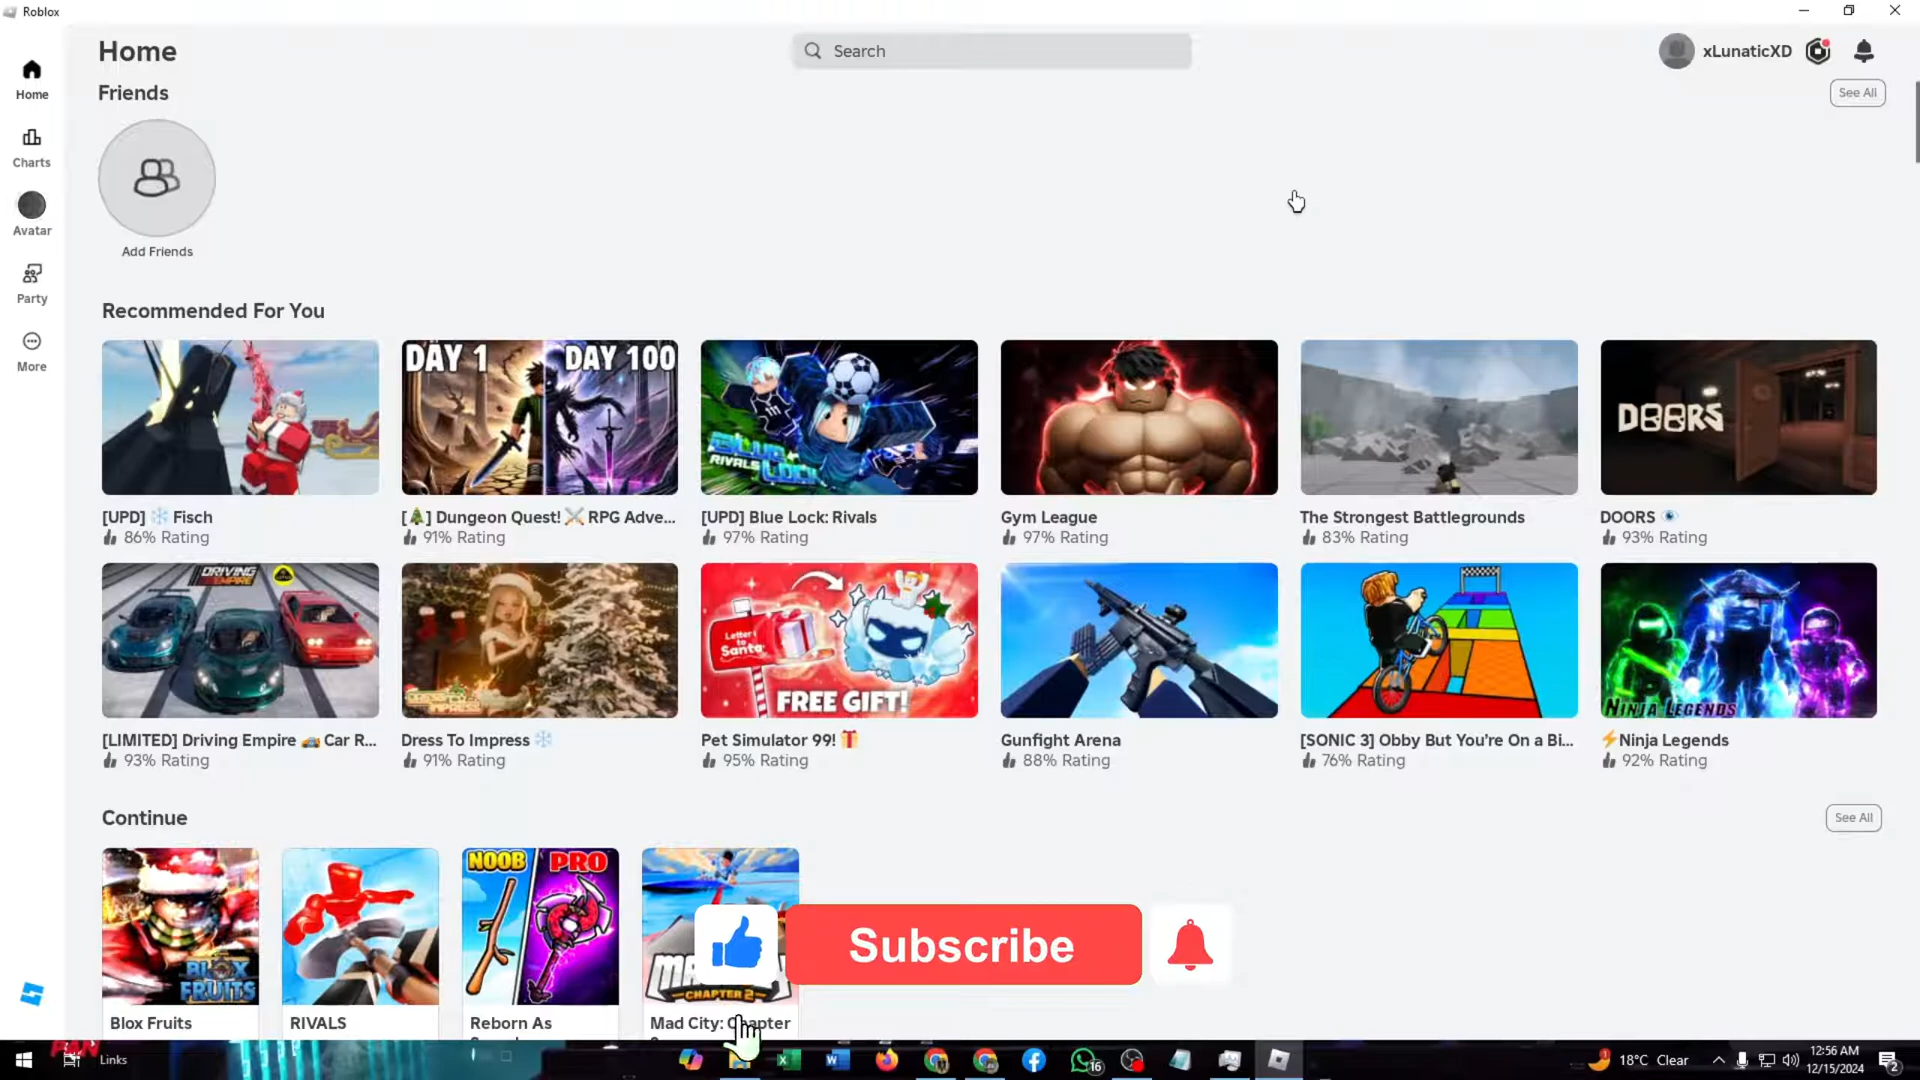 Roblox
Home
Search
xLunaticXD
Home
Charts
Avatar
Party
More
Friends
See All
Add Friends
Recommended For You
DAY 1 DAY 100
BLUE LOCK
RIVALS
DOORS
[UPD] ❄️ Fisch
86% Rating
[🎄] Dungeon Quest! ⚔️ RPG Adve...
91% Rating
[UPD] Blue Lock: Rivals
97% Rating
Gym League
97% Rating
The Strongest Battlegrounds
83% Rating
DOORS 👁️
93% Rating
DRIVING
EMPIRE
Letter
to
Santa
FREE GIFT!
NINJA LEGENDS
[LIMITED] Driving Empire 🚕 Car R...
93% Rating
Dress To Impress ❄️
91% Rating
Pet Simulator 99! 🎁
95% Rating
Gunfight Arena
88% Rating
[SONIC 3] Obby But You're On a Bi...
76% Rating
⚡Ninja Legends
92% Rating
Continue
See All
BLOX
FRUITS
NOOB PRO
CHAPTER 2
Subscribe
Blox Fruits
RIVALS
Reborn As
Mad City: Chapter
Links
16
18°C Clear
12:56 AM
12/15/2024
2